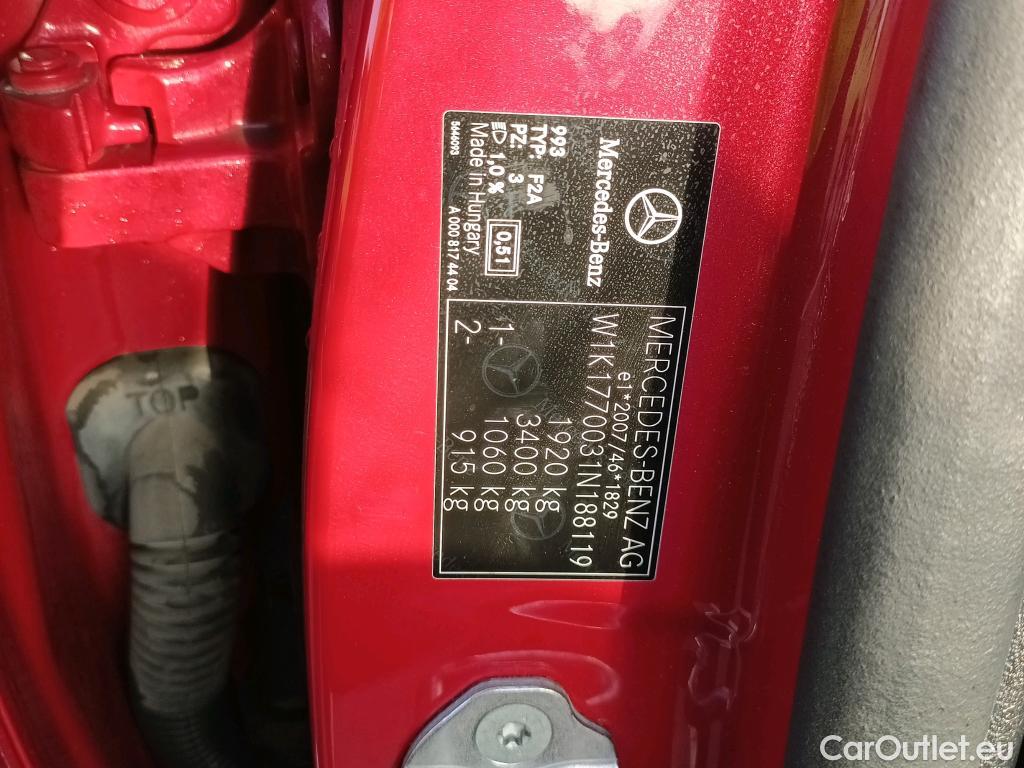 Mercedes-Benz
993
TYP: F2A
PZ: 3
1,0 %
0,51
Made in Hungary
5646093
A 000 817 44 04
MERCEDES-BENZ AG
e1*2007/46*1829
W1K1770031N188119
1920 kg
3400 kg
1- 1060 kg
2- 915 kg
TOP
CarOutlet.eu